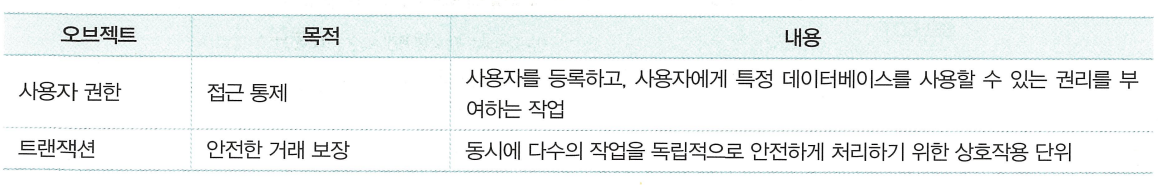 오브젝트 목적 내용
사용자 권한 접근 통제 사용자를 등록하고, 사용자에게 특정 데이터베이스를 사용할 수 있는 권리를 부
여하는 작업
트랜잭션 안전한 거래 보장 동시에 다수의 작업을 독립적으로 안전하게 처리하기 위한 상호작용 단위